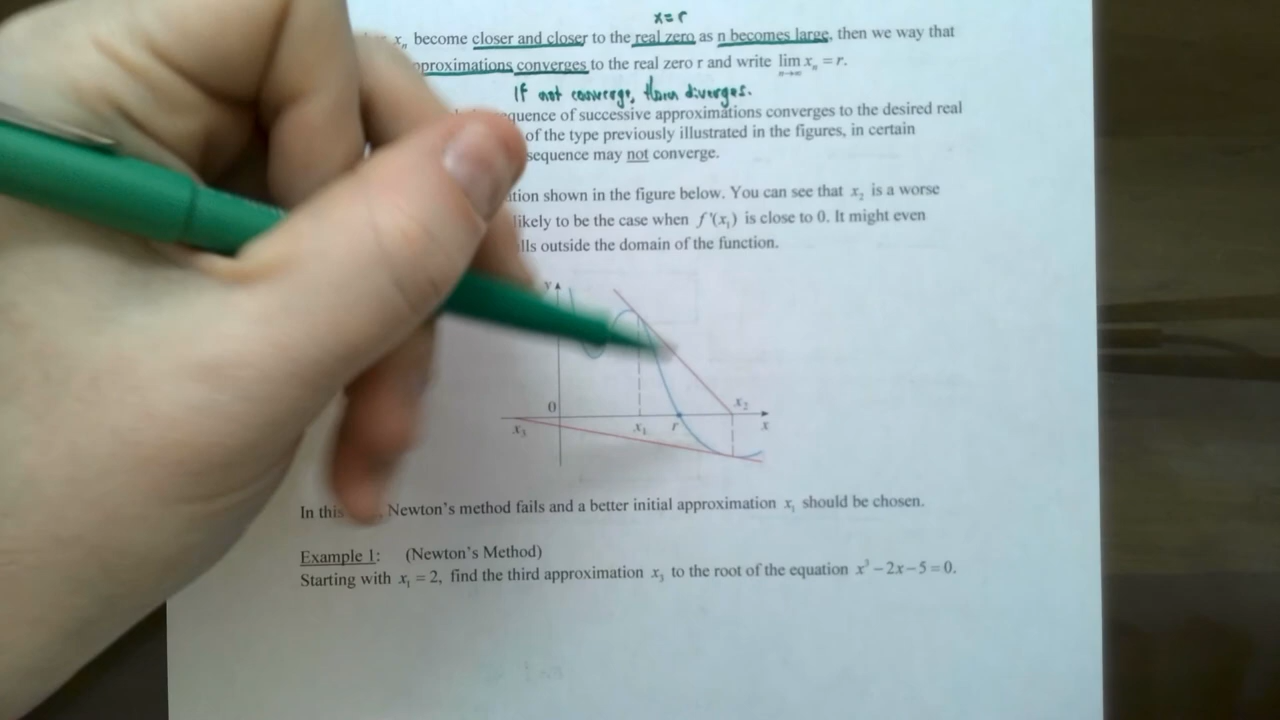 x=r
xₙ become closer and closer to the real zero as n becomes large, then we way that
proximations converges to the real zero r and write lim xₙ = r.
n→∞
If not converge, then diverges.
quence of successive approximations converges to the desired real
of the type previously illustrated in the figures, in certain
sequence may not converge.
tion shown in the figure below. You can see that x₂ is a worse
likely to be the case when f '(x₁) is close to 0. It might even
lls outside the domain of the function.
y
0
x₂
x₃
x₁
r
x
In this Newton's method fails and a better initial approximation x₁ should be chosen.
Example 1: (Newton's Method)
Starting with x₁ = 2, find the third approximation x₃ to the root of the equation x³ − 2x − 5 = 0.